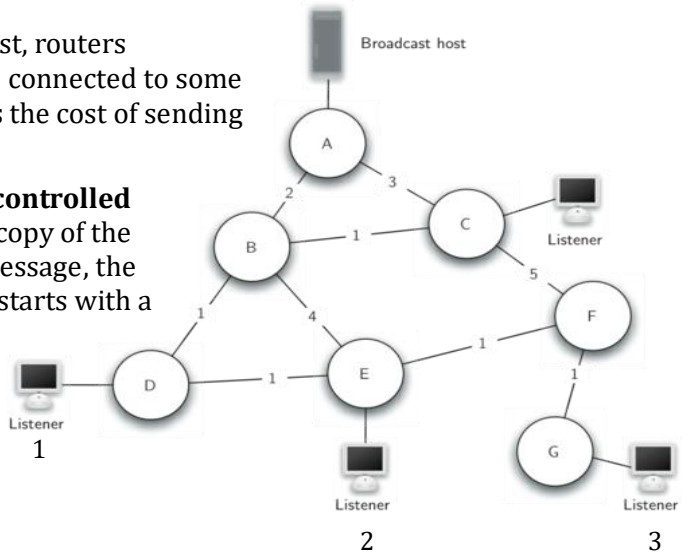 st, routers
connected to some
s the cost of sending
controlled
copy of the
essage, the
starts with a
Broadcast host
A
2
3
B
1
C
Listener
5
1
4
F
D
1
E
1
1
Listener
1
G
Listener
2
Listener
3